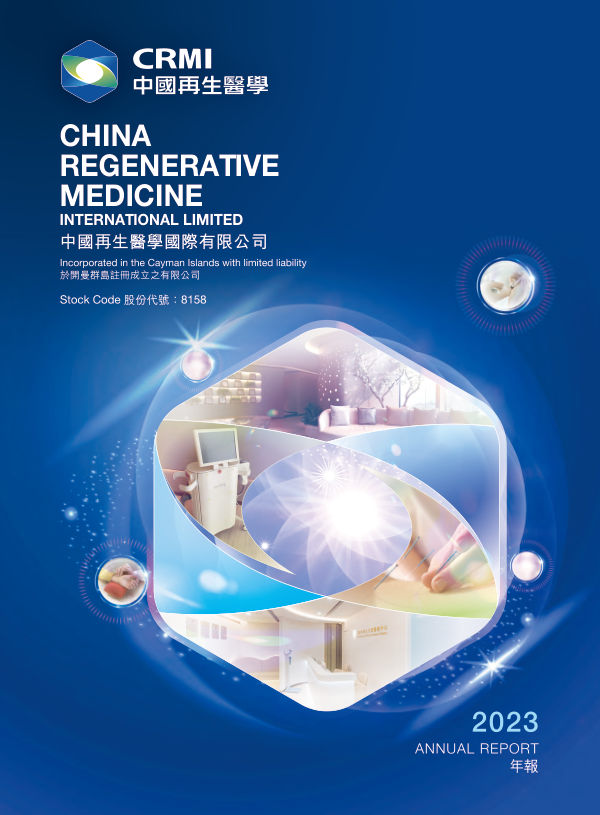 CRMI
中國再生醫學
CHINA
REGENERATIVE
MEDICINE
INTERNATIONAL LIMITED
中國再生醫學國際有限公司
Incorporated in the Cayman Islands with limited liability
於開曼群島註冊成立之有限公司
Stock Code 股份代號：8158
2023
ANNUAL REPORT
年報